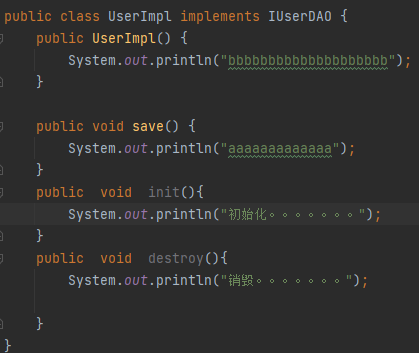 public class UserImpl implements IUserDAO {
    public UserImpl() {
        System.out.println("bbbbbbbbbbbbbbbbbbbb");
    }
    public void save() {
        System.out.println("aaaaaaaaaaaaa");
    }
    public  void  init(){
        System.out.println("初始化。。。。。。。");
    }
    public  void  destroy(){
        System.out.println("销毁。。。。。。。");
    }
}